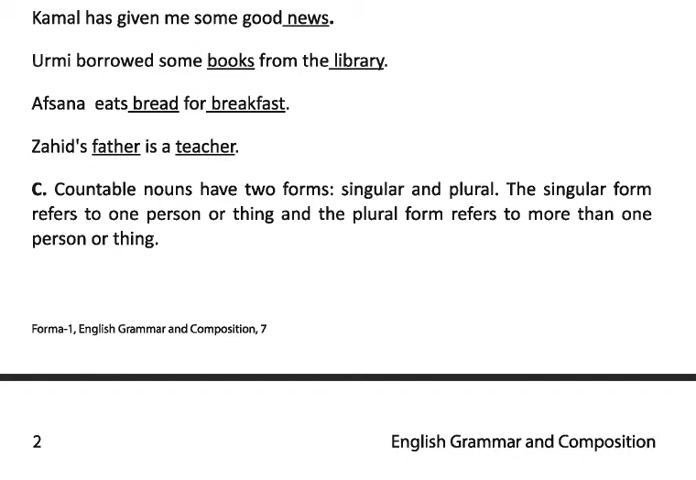 Kamal has given me some good news.
Urmi borrowed some books from the library.
Afsana eats bread for breakfast.
Zahid's father is a teacher.
C. Countable nouns have two forms: singular and plural. The singular form
refers to one person or thing and the plural form refers to more than one
person or thing.
Forma-1, English Grammar and Composition, 7
2 English Grammar and Composition